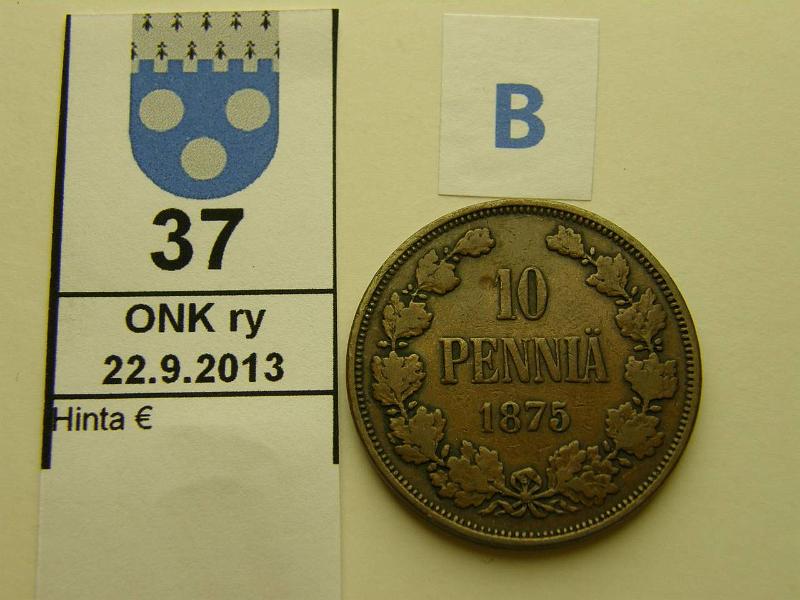 37
ONK ry
22.9.2013
Hinta €
B
10
PENNIÄ
1875